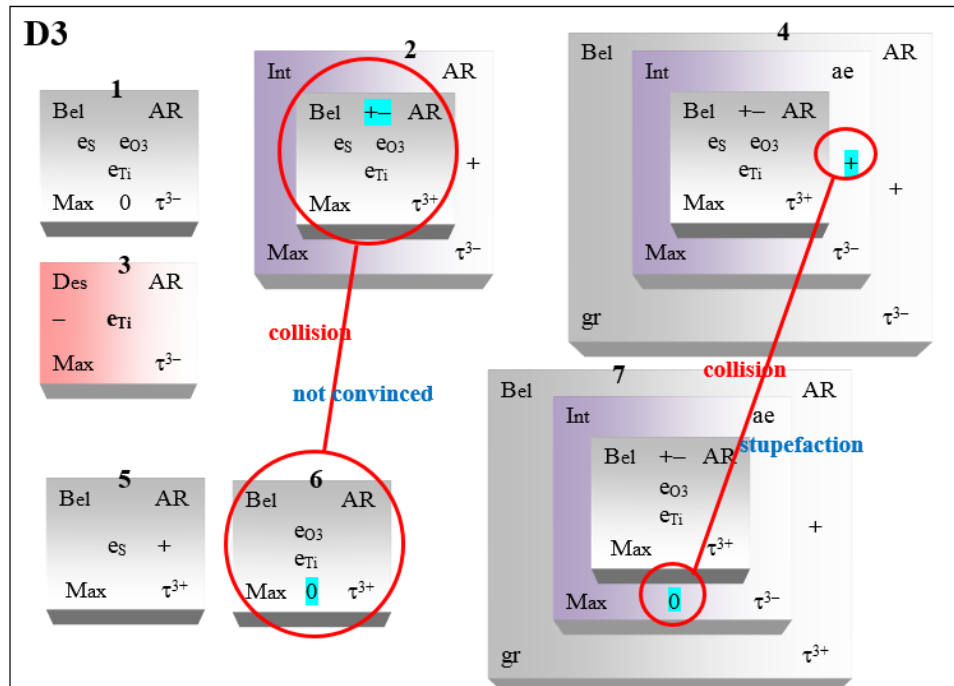 D3
1
Bel AR
eS eO3
eTi
Max 0 τ3−
2
Int AR
Bel +− AR
eS eO3
eTi
Max τ3+
+
Max τ3−
3
Des AR
− eTi
Max τ3−
4
Bel AR
Int ae
Bel +− AR
eS eO3
eTi
Max τ3+
+
+
Max τ3−
gr τ3−
collision
not convinced
collision
stupefaction
5
Bel AR
eS +
Max τ3+
6
Bel AR
eO3
eTi
Max 0 τ3+
7
Bel AR
Int ae
Bel +− AR
eO3
eTi
Max τ3+
+
Max 0 τ3−
gr τ3+